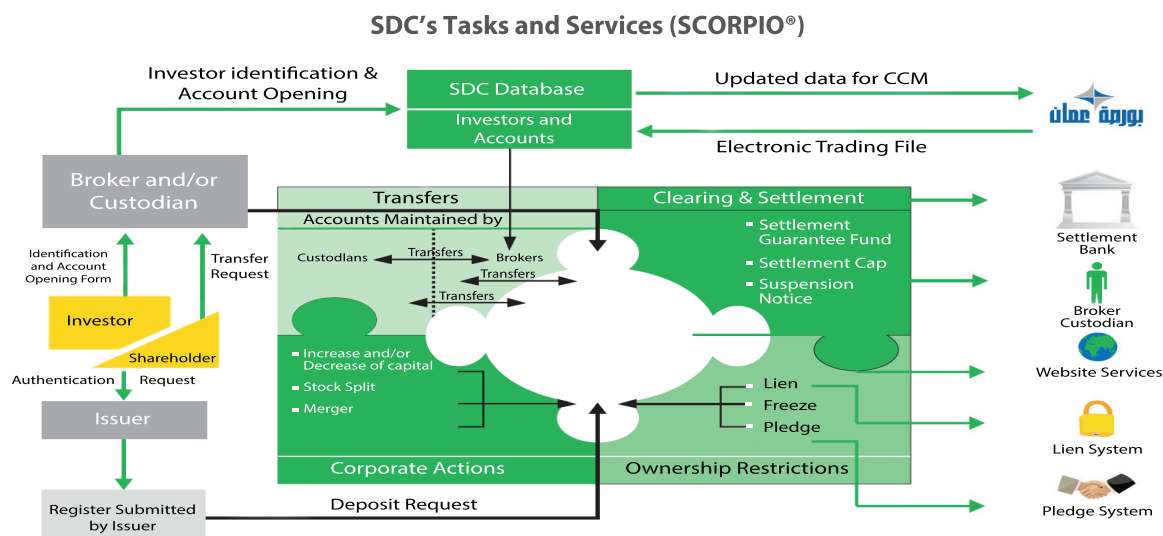 SDC's Tasks and Services (SCORPIO®)
Investor identification &
Account Opening
SDC Database
Investors and
Accounts
Updated data for CCM
Electronic Trading File
بورصة عمان
Broker and/or
Custodian
Identification
and Account
Opening Form
Transfer
Request
Investor
Shareholder
Authentication Request
Issuer
Register Submitted
by Issuer
Deposit Request
Transfers
Accounts Maintained by
Custodlans
Transfers
Brokers
Transfers
Transfers
Clearing & Settlement
Settlement
Guarantee Fund
Settlement Cap
Suspension
Notice
Increase and/or
Decrease of capital
Stock Split
Merger
Corporate Actions
Lien
Freeze
Pledge
Ownership Restrictions
Settlement
Bank
Broker
Custodian
Website Services
Lien System
Pledge System